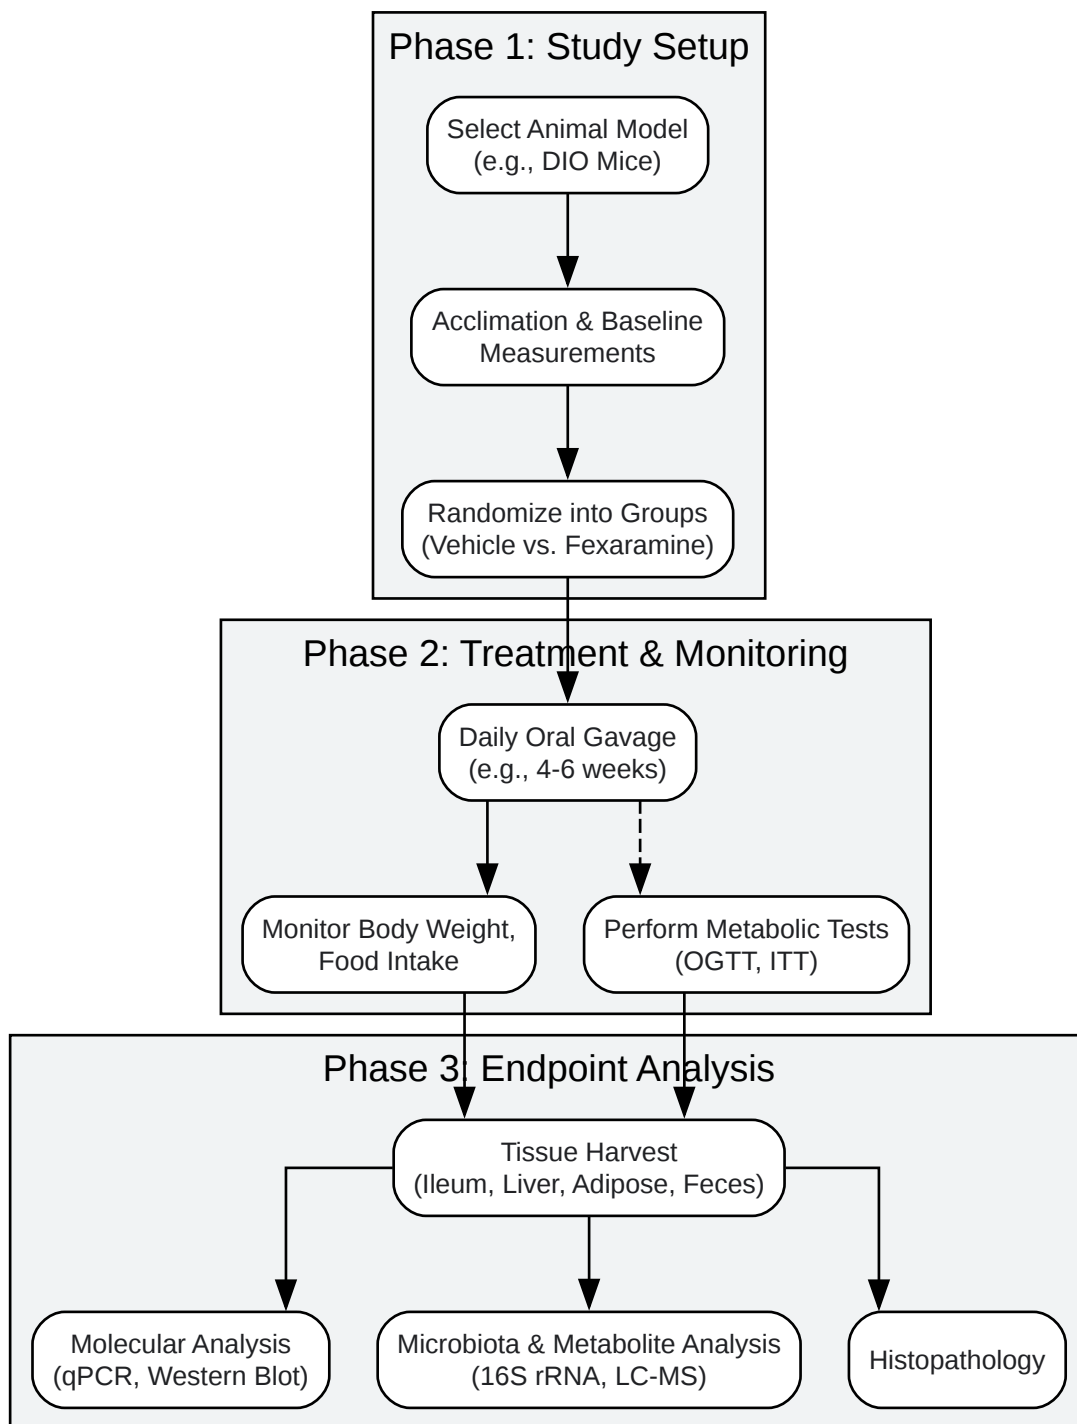 Phase 1: Study Setup
Select Animal Model
(e.g., DIO Mice)
Acclimation & Baseline
Measurements
Randomize into Groups
(Vehicle vs. Fexaramine)
Phase 2: Treatment & Monitoring
Daily Oral Gavage
(e.g., 4-6 weeks)
Monitor Body Weight,
Food Intake
Perform Metabolic Tests
(OGTT, ITT)
Phase 3: Endpoint Analysis
Tissue Harvest
(Ileum, Liver, Adipose, Feces)
Molecular Analysis
(qPCR, Western Blot)
Microbiota & Metabolite Analysis
(16S rRNA, LC-MS)
Histopathology